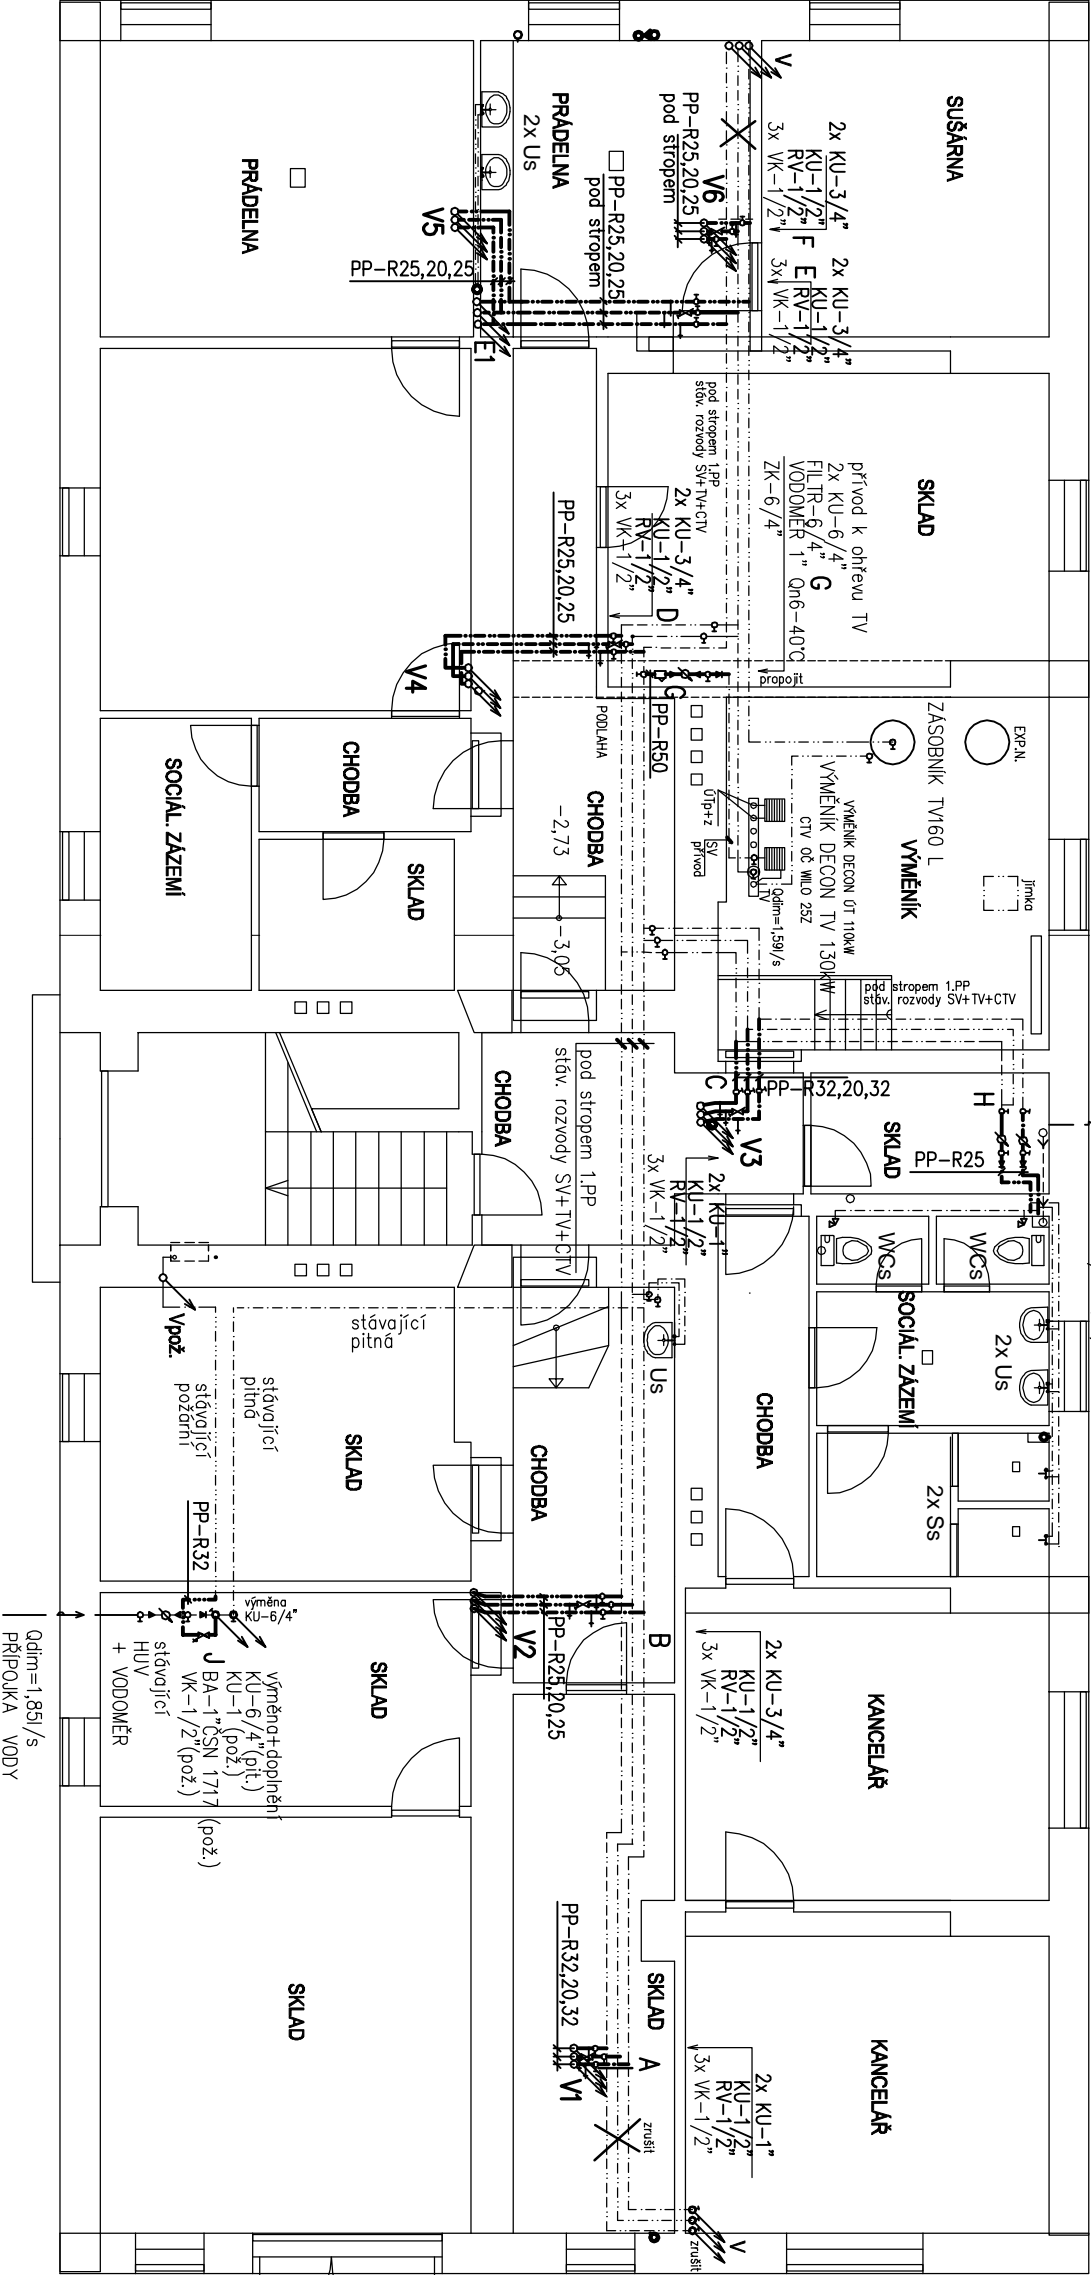 SUŠÁRNA
V
2x KU-3/4"
KU-1/2"
RV-1/2"
3x VK-1/2"
F
2x KU-3/4"
KU-1/2"
RV-1/2"
3x VK-1/2"
E
PRÁDELNA
2x Us
PP-R25,20,25
pod stropem
V6
PP-R25,20,25
pod stropem
PRÁDELNA
V5
PP-R25,20,25
E1
SKLAD
pod stropem 1.PP
stáv. rozvody SV+TV+CTV
přívod k ohřevu TV
2x KU-6/4"
FILTR-6/4"
VODOMĚR 1" Qn6-40°C
ZK-6/4"
G
2x KU-3/4"
KU-1/2"
RV-1/2"
3x VK-1/2"
D
PP-R25,20,25
V4
propojit
G
PP-R50
PODLAHA
EXP.N.
ZÁSOBNÍK TV160 L
VÝMĚNÍK
jímka
VÝMĚNÍK DECON ÚT 110kW
VÝMĚNÍK DECON TV 130kW
CTV OČ WILO 25Z
ÚTp+z
SV
přívod
TV
Qdim=1,59l/s
CHODBA
-2,73
-3,05
CHODBA
SOCIÁL. ZÁZEMÍ
SKLAD
pod stropem 1.PP
stáv. rozvody SV+TV+CTV
C
PP-R32,20,32
V3
H
SKLAD
PP-R25
CHODBA
pod stropem 1.PP
stáv. rozvody SV+TV+CTV
2x KU-1"
KU-1/2"
RV-1/2"
3x VK-1/2"
WCs
WCs
SOCIÁL. ZÁZEMÍ
2x Us
Us
CHODBA
2x Ss
Vpož.
stávající
pitná
stávající
pitná
stávající
požární
SKLAD
CHODBA
PP-R32
výměna
KU-6/4"
V2
PP-R25,20,25
B
2x KU-3/4"
KU-1/2"
RV-1/2"
3x VK-1/2"
KANCELÁŘ
SKLAD
J
výměna+doplnění
KU-6/4"(pit.)
KU-1 (pož.)
BA-1"ČSN 1717 (pož.)
VK-1/2"(pož.)
stávající
HUV
+ VODOMĚR
Qdim=1,85l/s
PŘÍPOJKA VODY
SKLAD
PP-R32,20,32
V1
SKLAD
A
zrušit
KANCELÁŘ
2x KU-1"
KU-1/2"
RV-1/2"
3x VK-1/2"
V
zrušit